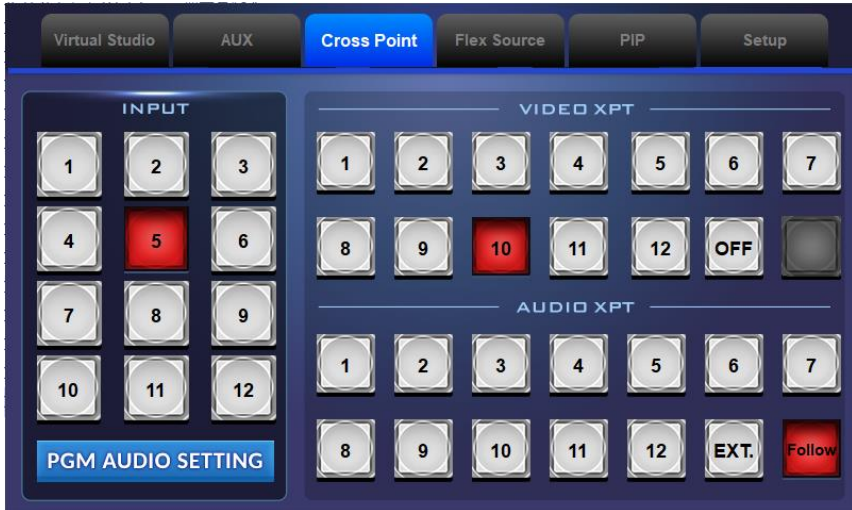 Virtual Studio AUX Cross Point Flex Source PIP Setup
INPUT
1 2 3
4 5 6
7 8 9
10 11 12
PGM AUDIO SETTING
VIDEO XPT
1 2 3 4 5 6 7
8 9 10 11 12 OFF
AUDIO XPT
1 2 3 4 5 6 7
8 9 10 11 12 EXT. Follow